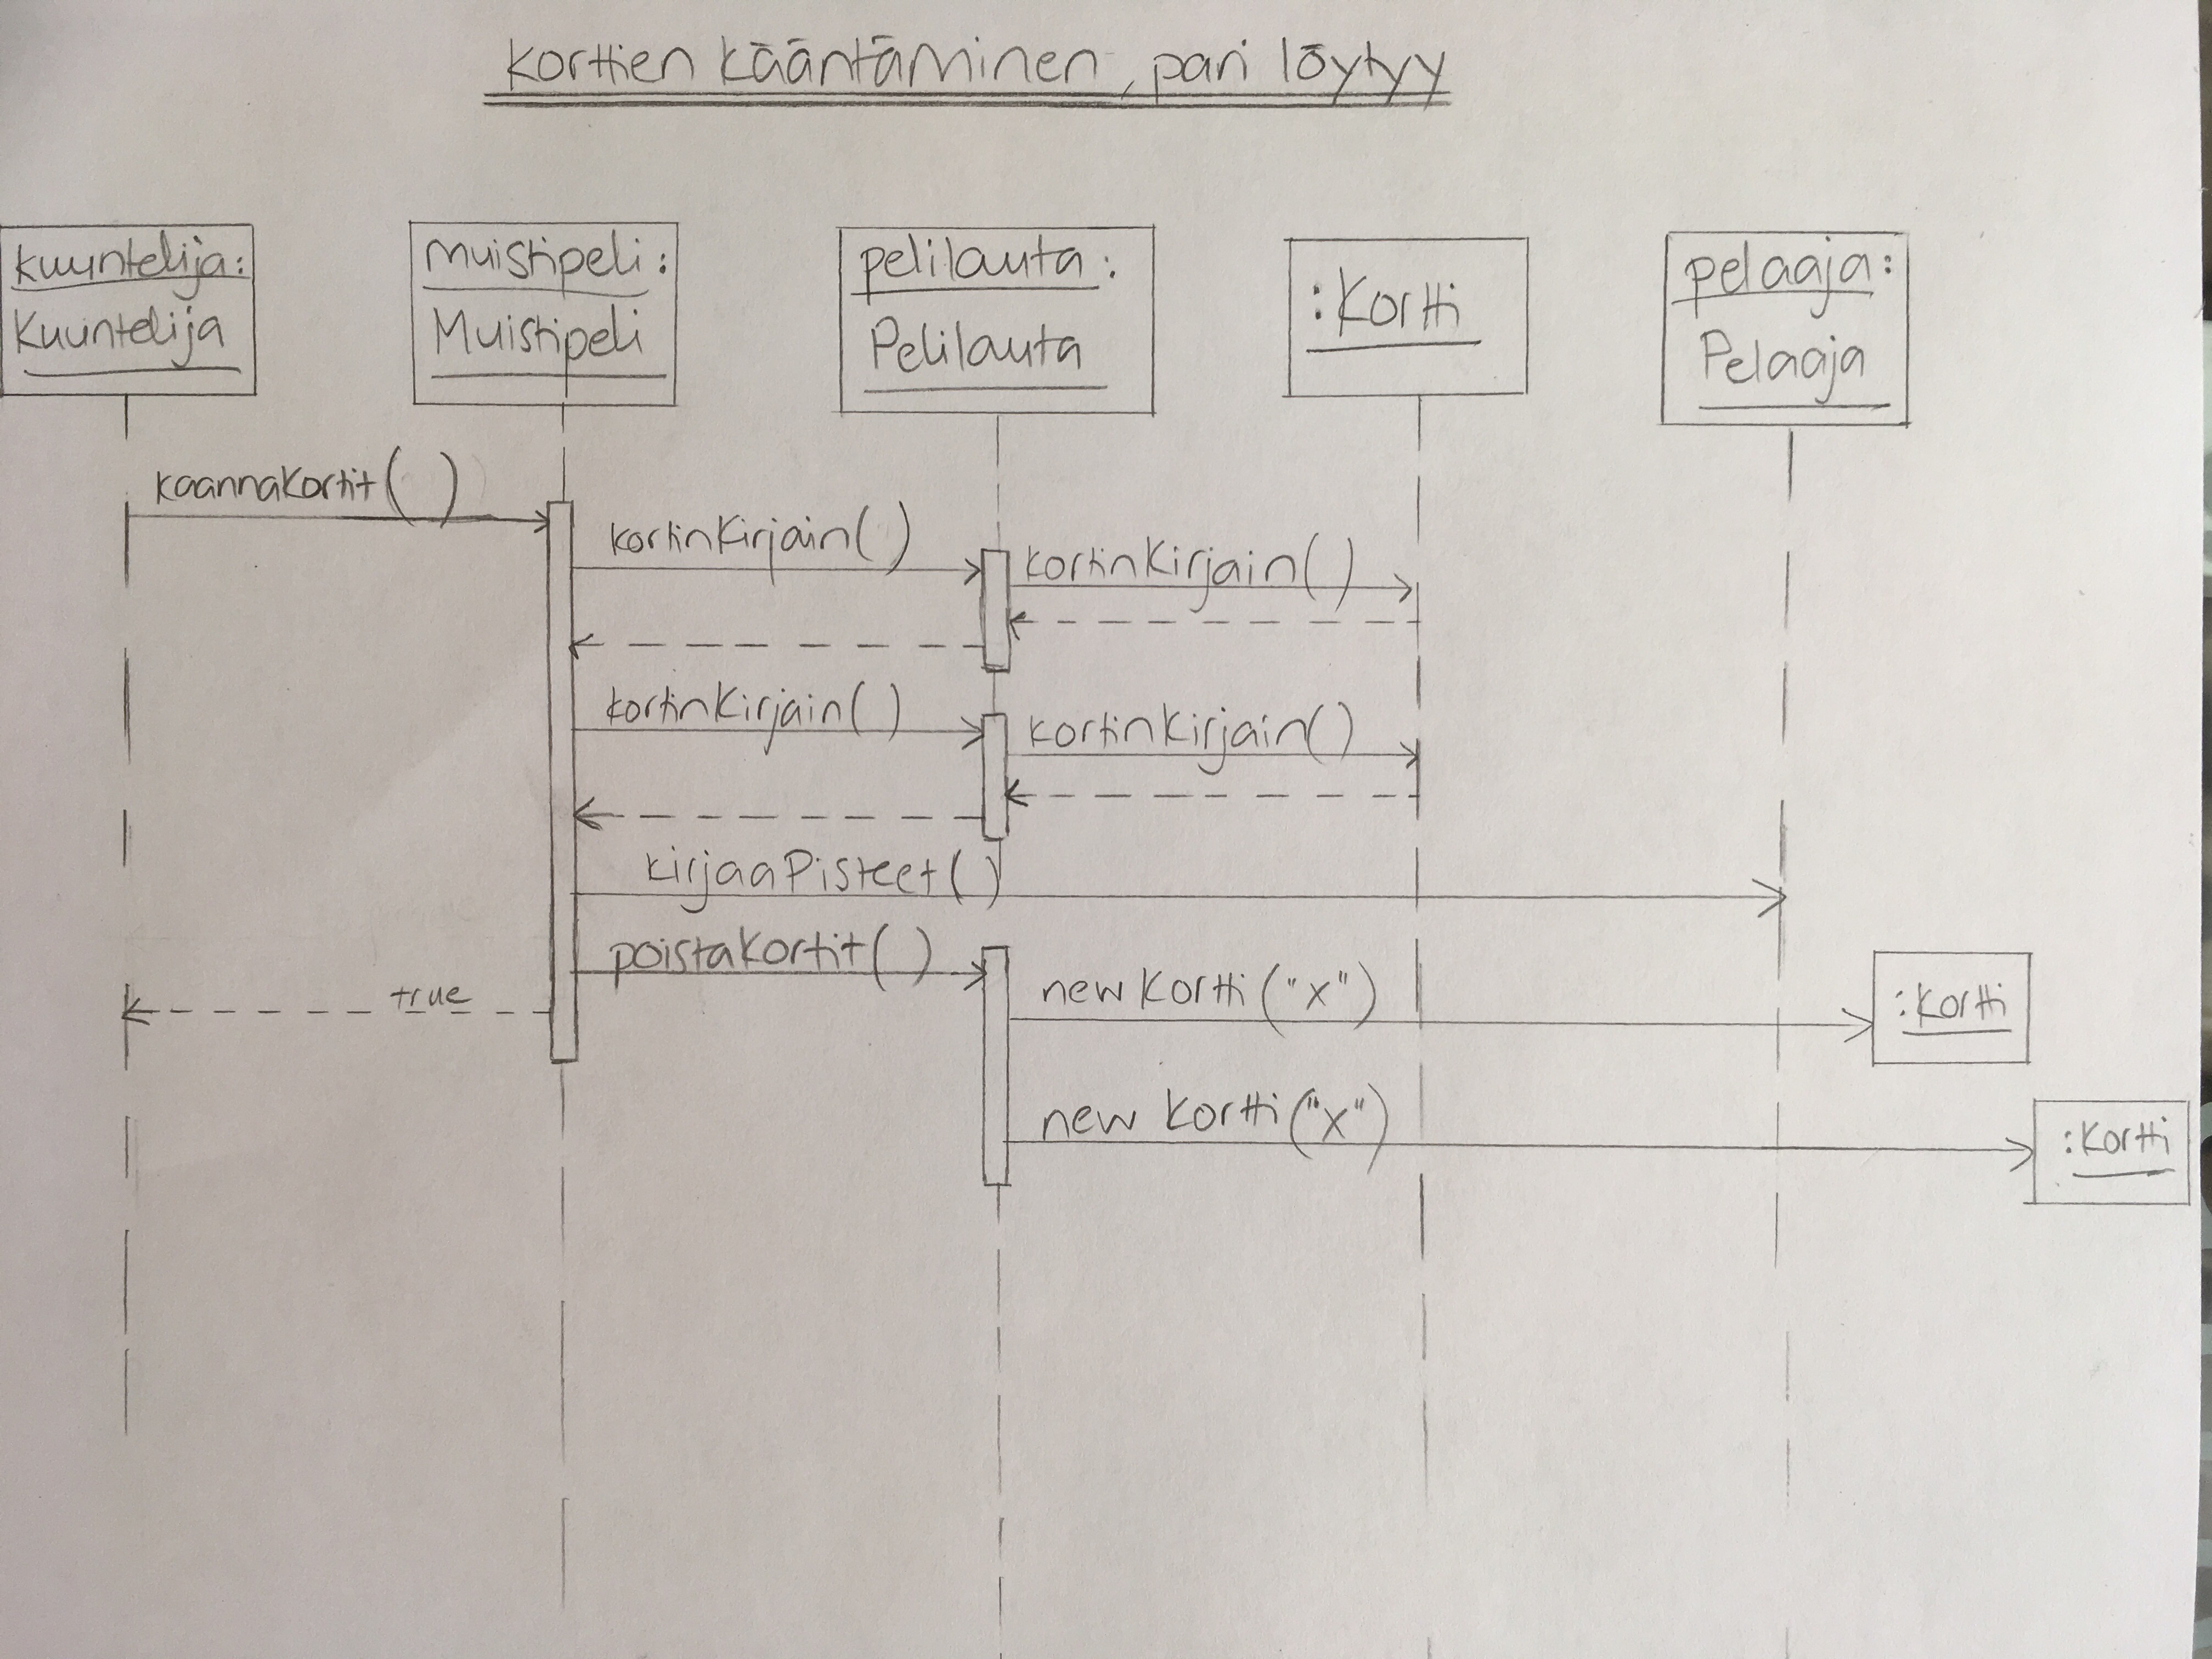 korttien kääntäminen, pari löytyy
kuuntelija:
Kuuntelija
muistipeli:
Muistipeli
pelilauta:
Pelilauta
:Kortti
pelaaja:
Pelaaja
kaannaKortit( )
kortinKirjain( )
kortinKirjain( )
kortinKirjain( )
kortinKirjain( )
kirjaaPisteet( )
poistaKortit( )
true
new Kortti("x")
:Kortti
new Kortti("x")
:Kortti